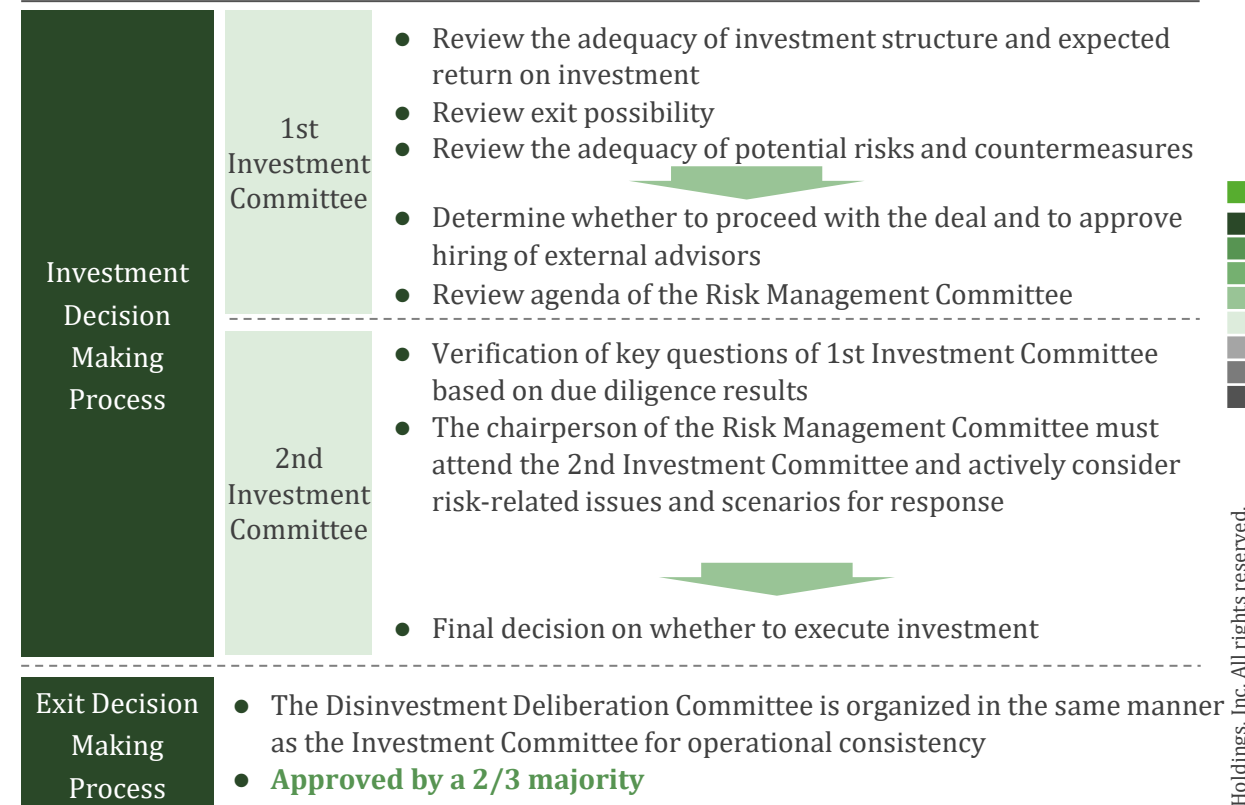 Investment
Decision
Making
Process
1st
Investment
Committee
● Review the adequacy of investment structure and expected
return on investment
● Review exit possibility
● Review the adequacy of potential risks and countermeasures
● Determine whether to proceed with the deal and to approve
hiring of external advisors
● Review agenda of the Risk Management Committee
2nd
Investment
Committee
● Verification of key questions of 1st Investment Committee
based on due diligence results
● The chairperson of the Risk Management Committee must
attend the 2nd Investment Committee and actively consider
risk-related issues and scenarios for response
● Final decision on whether to execute investment
Exit Decision
Making
Process
● The Disinvestment Deliberation Committee is organized in the same manner
as the Investment Committee for operational consistency
● Approved by a 2/3 majority
Holdings, Inc. All rights reserved.